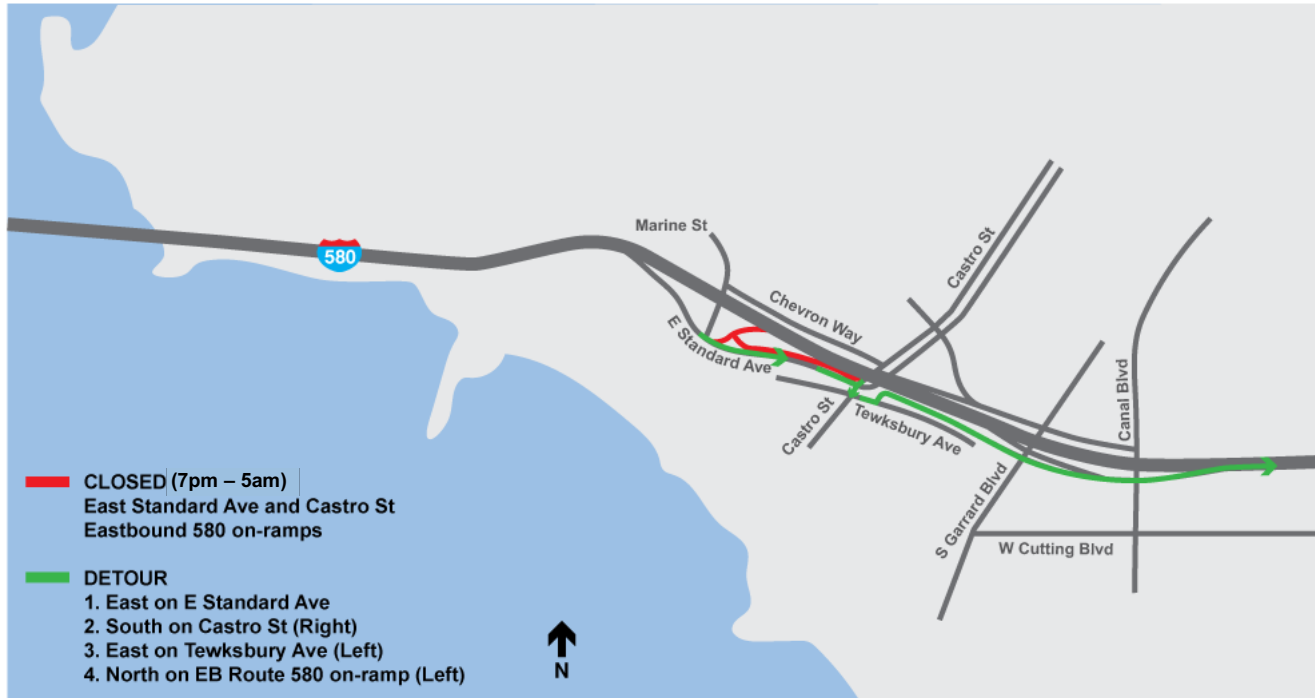 Marine St
580
Castro St
Chevron Way
E Standard Ave
Canal Blvd
Castro St
Tewksbury Ave
S Garrard Blvd
W Cutting Blvd
CLOSED (7pm – 5am)
East Standard Ave and Castro St
Eastbound 580 on-ramps
DETOUR
1. East on E Standard Ave
2. South on Castro St (Right)
3. East on Tewksbury Ave (Left)
4. North on EB Route 580 on-ramp (Left)
N